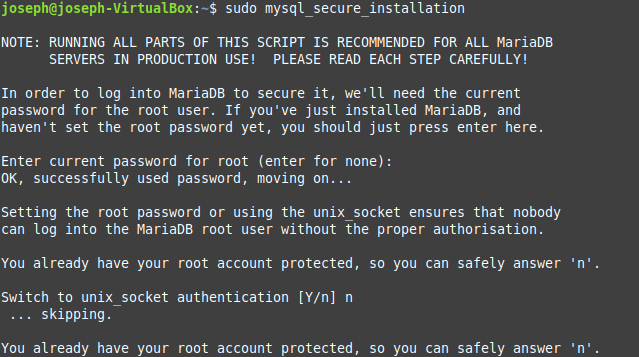 joseph@joseph-VirtualBox:~$ sudo mysql_secure_installation
NOTE: RUNNING ALL PARTS OF THIS SCRIPT IS RECOMMENDED FOR ALL MariaDB
SERVERS IN PRODUCTION USE!  PLEASE READ EACH STEP CAREFULLY!
In order to log into MariaDB to secure it, we'll need the current
password for the root user. If you've just installed MariaDB, and
haven't set the root password yet, you should just press enter here.
Enter current password for root (enter for none):
OK, successfully used password, moving on...
Setting the root password or using the unix_socket ensures that nobody
can log into the MariaDB root user without the proper authorisation.
You already have your root account protected, so you can safely answer 'n'.
Switch to unix_socket authentication [Y/n] n
... skipping.
You already have your root account protected, so you can safely answer 'n'.